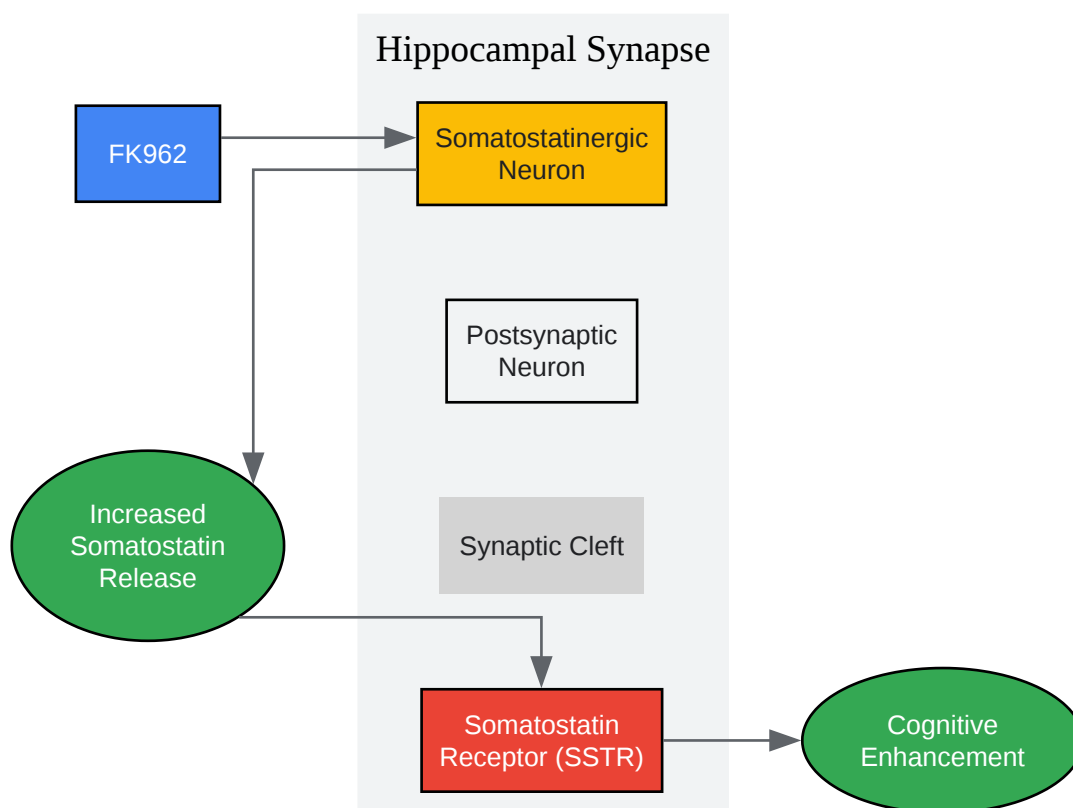 Hippocampal Synapse
FK962
Somatostatinergic
Neuron
Postsynaptic
Neuron
Increased
Somatostatin
Release
Synaptic Cleft
Somatostatin
Receptor (SSTR)
Cognitive
Enhancement